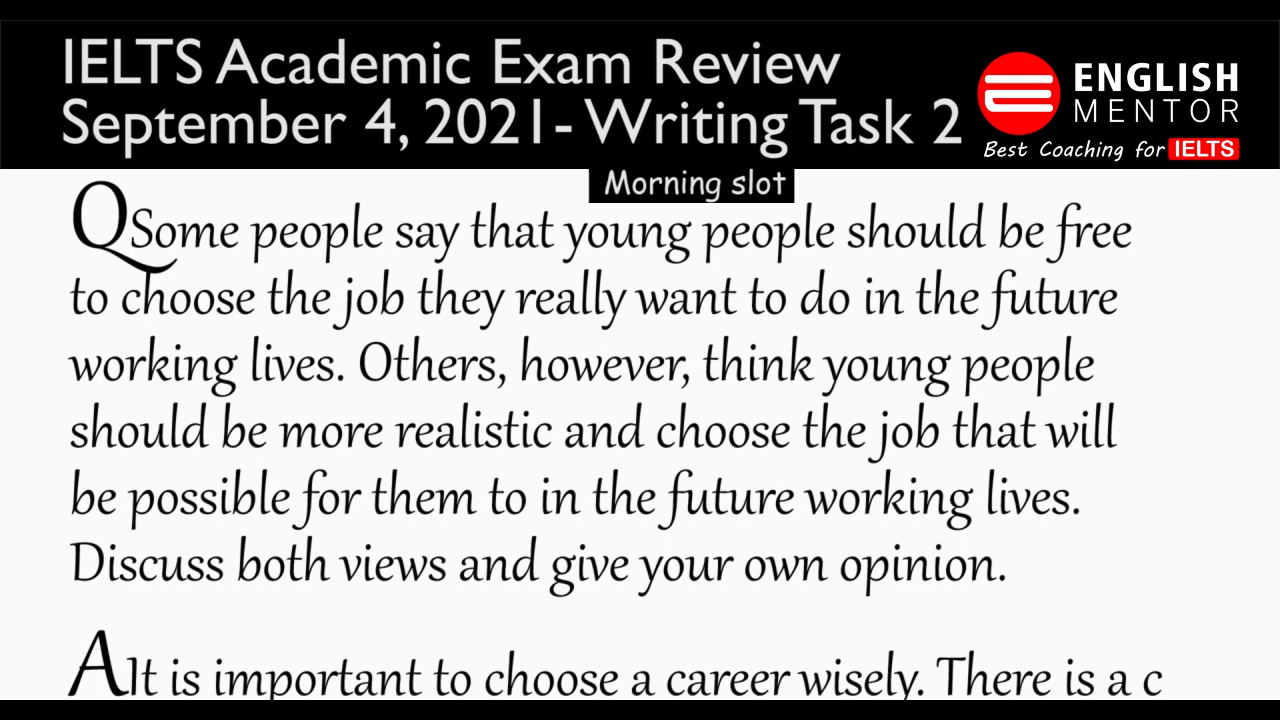 IELTS Academic Exam Review
September 4, 2021- Writing Task 2
ENGLISH
MENTOR
Best Coaching for IELTS
Morning slot
QSome people say that young people should be free
to choose the job they really want to do in the future
working lives. Others, however, think young people
should be more realistic and choose the job that will
be possible for them to in the future working lives.
Discuss both views and give your own opinion.
AIt is important to choose a career wisely. There is a c